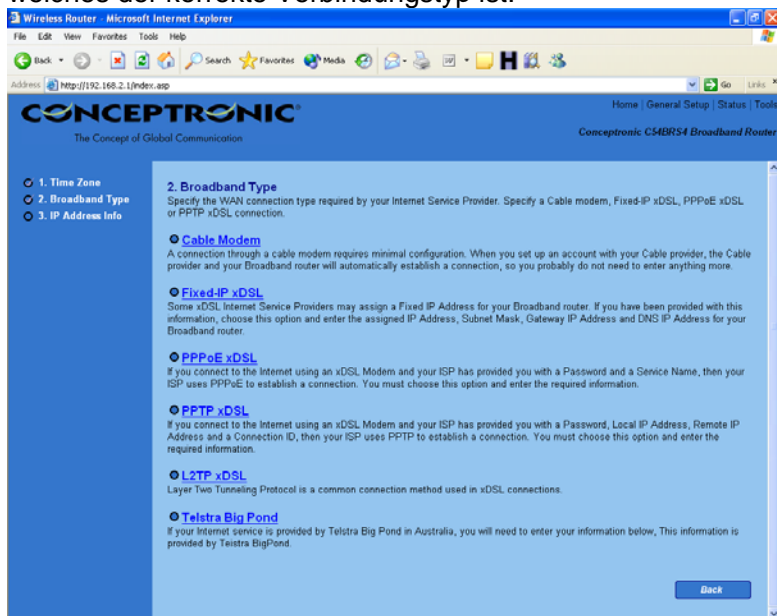 welches der korrekte Verbindungstyp ist.
Wireless Router - Microsoft Internet Explorer
File Edit View Favorites Tools Help
Back Search Favorites Media
Address http://192.168.2.1/index.asp Go Links
CONCEPTRONIC
The Concept of Global Communication
Home | General Setup | Status | Tools
Conceptronic C54BRS4 Broadband Router
1. Time Zone
2. Broadband Type
3. IP Address Info
2. Broadband Type
Specify the WAN connection type required by your Internet Service Provider. Specify a Cable modem, Fixed-IP xDSL, PPPoE xDSL
or PPTP xDSL connection.
Cable Modem
A connection through a cable modem requires minimal configuration. When you set up an account with your Cable provider, the Cable
provider and your Broadband router will automatically establish a connection, so you probably do not need to enter anything more.
Fixed-IP xDSL
Some xDSL Internet Service Providers may assign a Fixed IP Address for your Broadband router. If you have been provided with this
information, choose this option and enter the assigned IP Address, Subnet Mask, Gateway IP Address and DNS IP Address for your
Broadband router.
PPPoE xDSL
If you connect to the Internet using an xDSL Modem and your ISP has provided you with a Password and a Service Name, then your
ISP uses PPPoE to establish a connection. You must choose this option and enter the required information.
PPTP xDSL
If you connect to the Internet using an xDSL Modem and your ISP has provided you with a Password, Local IP Address, Remote IP
Address and a Connection ID, then your ISP uses PPTP to establish a connection. You must choose this option and enter the
required information.
L2TP xDSL
Layer Two Tunneling Protocol is a common connection method used in xDSL connections.
Telstra Big Pond
If your Internet service is provided by Telstra Big Pond in Australia, you will need to enter your information below, This information is
provided by Teistra BigPond.
Back